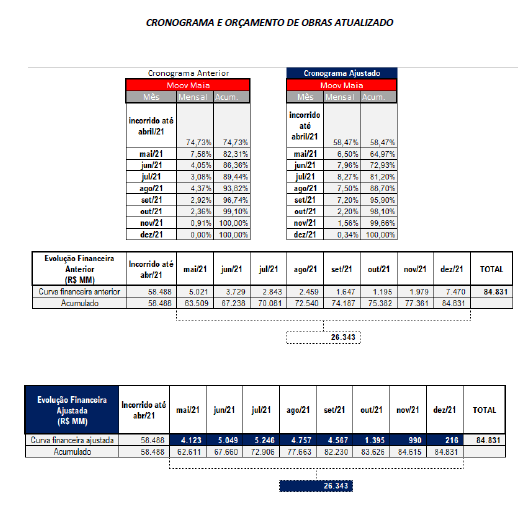 CRONOGRAMA E ORÇAMENTO DE OBRAS ATUALIZADO
Cronograma Anterior
Moov Maia
Mês Mensal Acum.
incorrido até
abril/21
74,73% 74,73%
mai/21 7,56% 82,31%
jun/21 4,05% 86,36%
jul/21 3,08% 89,44%
ago/21 4,37% 93,82%
set/21 2,92% 96,74%
out/21 2,36% 99,10%
nov/21 0,91% 100,00%
dez/21 0,00% 100,00%
Cronograma Ajustado
Moov Maia
Mês Mensal Acum.
incorrido
até
abril/21
58,47% 58,47%
mai/21 6,50% 64,97%
jun/21 7,96% 72,93%
jul/21 8,27% 81,20%
ago/21 7,50% 88,70%
set/21 7,20% 95,90%
out/21 2,20% 98,10%
nov/21 1,56% 99,66%
dez/21 0,34% 100,00%
Evolução Financeira
Anterior
(R$ MM)
Incorrido até
abr/21
mai/21 jun/21 jul/21 ago/21 set/21 out/21 nov/21 dez/21 TOTAL
Curva financeira anterior 58.488 5.021 3.729 2.843 2.459 1.647 1.195 1.979 7.470 84.831
Acumulado 58.488 63.509 67.238 70.081 72.540 74.187 75.382 77.361 84.831
26.343
Evolução Financeira
Ajustada
(R$ MM)
Incorrido até
abr/21
mai/21 jun/21 jul/21 ago/21 set/21 out/21 nov/21 dez/21 TOTAL
Curva financeira ajustada 58.488 4.123 5.049 5.246 4.757 4.567 1.395 990 216 84.831
Acumulado 58.488 62.611 67.660 72.906 77.663 82.230 83.626 84.615 84.831
26.343